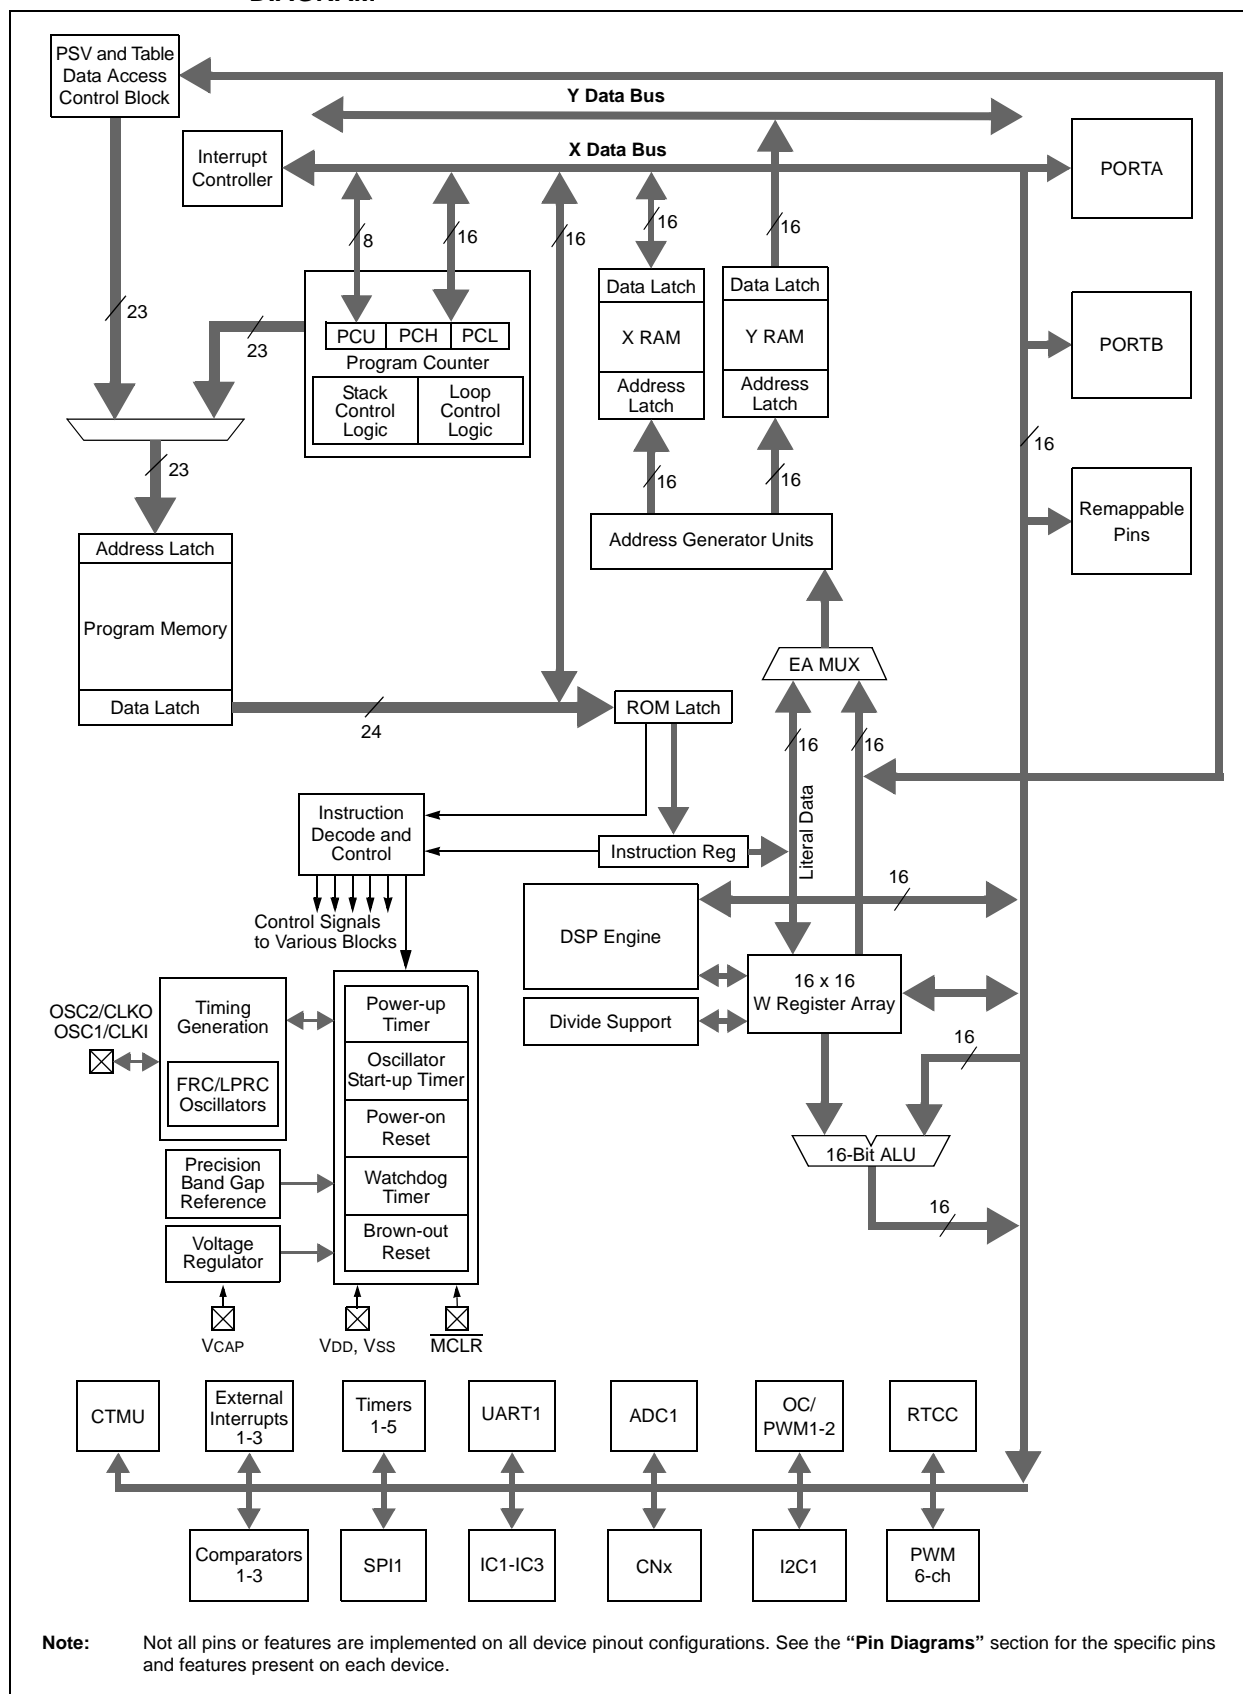 PSV and Table
Data Access
Control Block
Y Data Bus
Interrupt
Controller
X Data Bus
PORTA
8
16
16
16
16
23
23
PCU
PCH
PCL
Program Counter
Stack
Control
Logic
Loop
Control
Logic
Data Latch
X RAM
Address
Latch
Data Latch
Y RAM
Address
Latch
PORTB
16
23
16
16
Remappable
Pins
Address Generator Units
Address Latch
Program Memory
Data Latch
24
EA MUX
ROM Latch
16
16
Literal Data
Instruction
Decode and
Control
Instruction Reg
16
Control Signals
to Various Blocks
DSP Engine
16 x 16
W Register Array
Divide Support
OSC2/CLKO
OSC1/CLKI
Timing
Generation
FRC/LPRC
Oscillators
Power-up
Timer
Oscillator
Start-up Timer
Power-on
Reset
Watchdog
Timer
Brown-out
Reset
16
16-Bit ALU
16
Precision
Band Gap
Reference
Voltage
Regulator
VCAP
VDD, VSS
MCLR
CTMU
External
Interrupts
1-3
Timers
1-5
UART1
ADC1
OC/
PWM1-2
RTCC
Comparators
1-3
SPI1
IC1-IC3
CNx
I2C1
PWM
6-ch
Note: Not all pins or features are implemented on all device pinout configurations. See the “Pin Diagrams” section for the specific pins
and features present on each device.